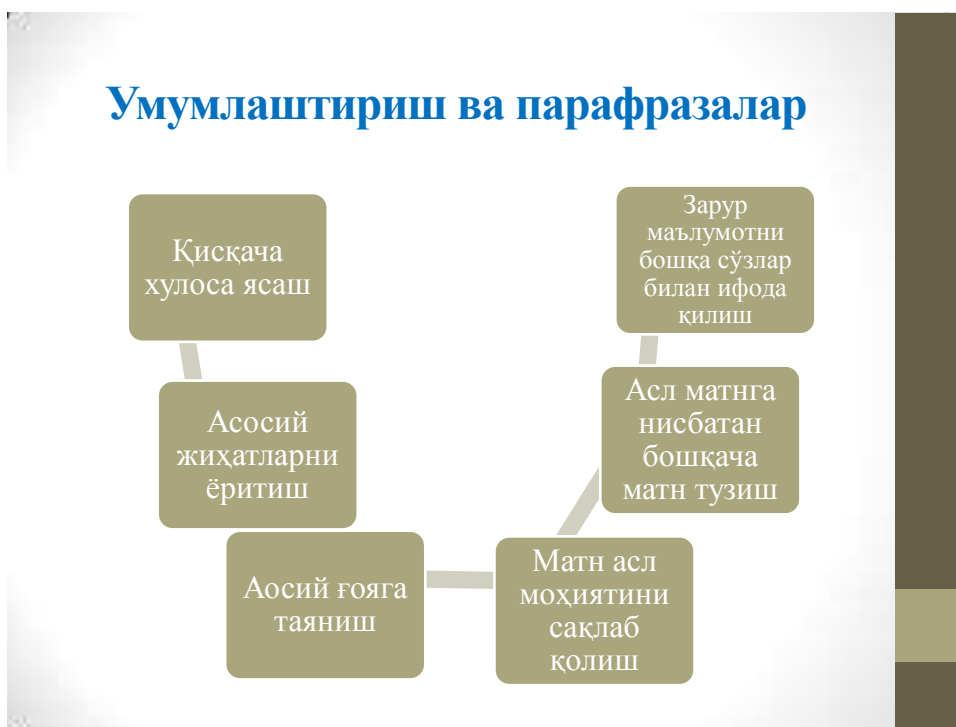 Умумлаштириш ва парафразалар
Қисқача
хулоса ясаш
Асосий
жиҳатларни
ёритиш
Аосий ғояга
таяниш
Матн асл
моҳиятини
сақлаб
қолиш
Асл матнга
нисбатан
бошқача
матн тузиш
Зарур
маълумотни
бошқа сўзлар
билан ифода
қилиш